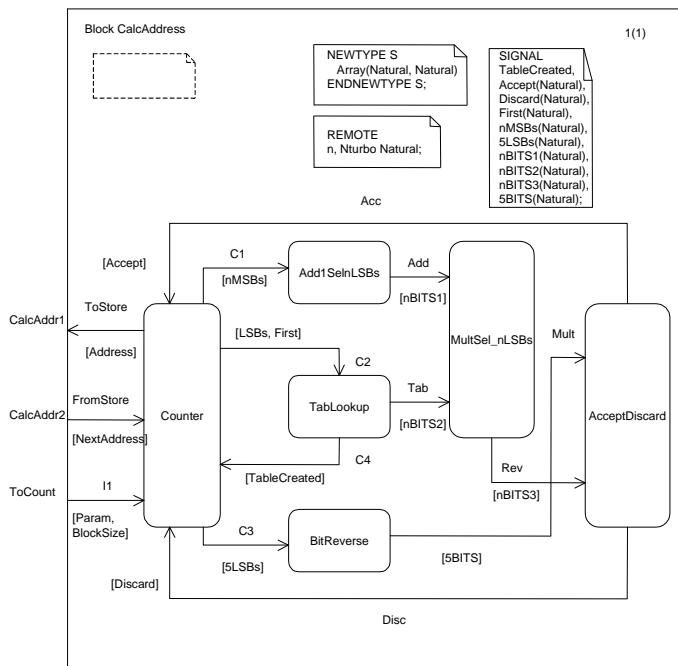 Block CalcAddress
1(1)
NEWTYPE S
Array(Natural, Natural)
ENDNEWTYPE S;
REMOTE
n, Nturbo Natural;
SIGNAL
TableCreated,
Accept(Natural),
Discard(Natural),
First(Natural),
nMSBs(Natural),
5LSBs(Natural),
nBITS1(Natural),
nBITS2(Natural),
nBITS3(Natural),
5BITS(Natural);
Acc
[Accept]
C1
[nMSBs]
Add1SelnLSBs
Add
[nBITS1]
MultSel_nLSBs
Mult
CalcAddr1
ToStore
[Address]
[LSBs, First]
C2
CalcAddr2
FromStore
[NextAddress]
Counter
TabLookup
Tab
[nBITS2]
AcceptDiscard
C4
[TableCreated]
Rev
[nBITS3]
ToCount
I1
[Param,
BlockSize]
C3
[5LSBs]
BitReverse
[5BITS]
[Discard]
Disc